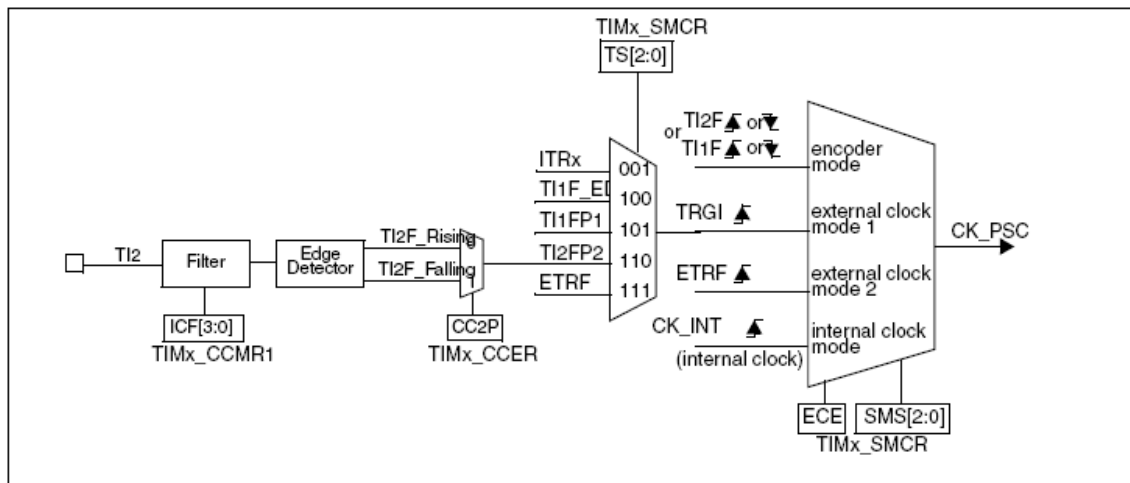 TIMx_SMCR
TS[2:0]
or TI2F or
TI1F or
encoder
mode
ITRx
001
TI1F_ED
100
TI1FP1
101
TRGI
external clock
mode 1
CK_PSC
TI2
Filter
Edge
Detector
TI2F_Rising
0
TI2F_Falling
1
TI2FP2
110
ETRF
111
ETRF
external clock
mode 2
CK_INT
(internal clock)
internal clock
mode
ICF[3:0]
TIMx_CCMR1
CC2P
TIMx_CCER
ECE
SMS[2:0]
TIMx_SMCR